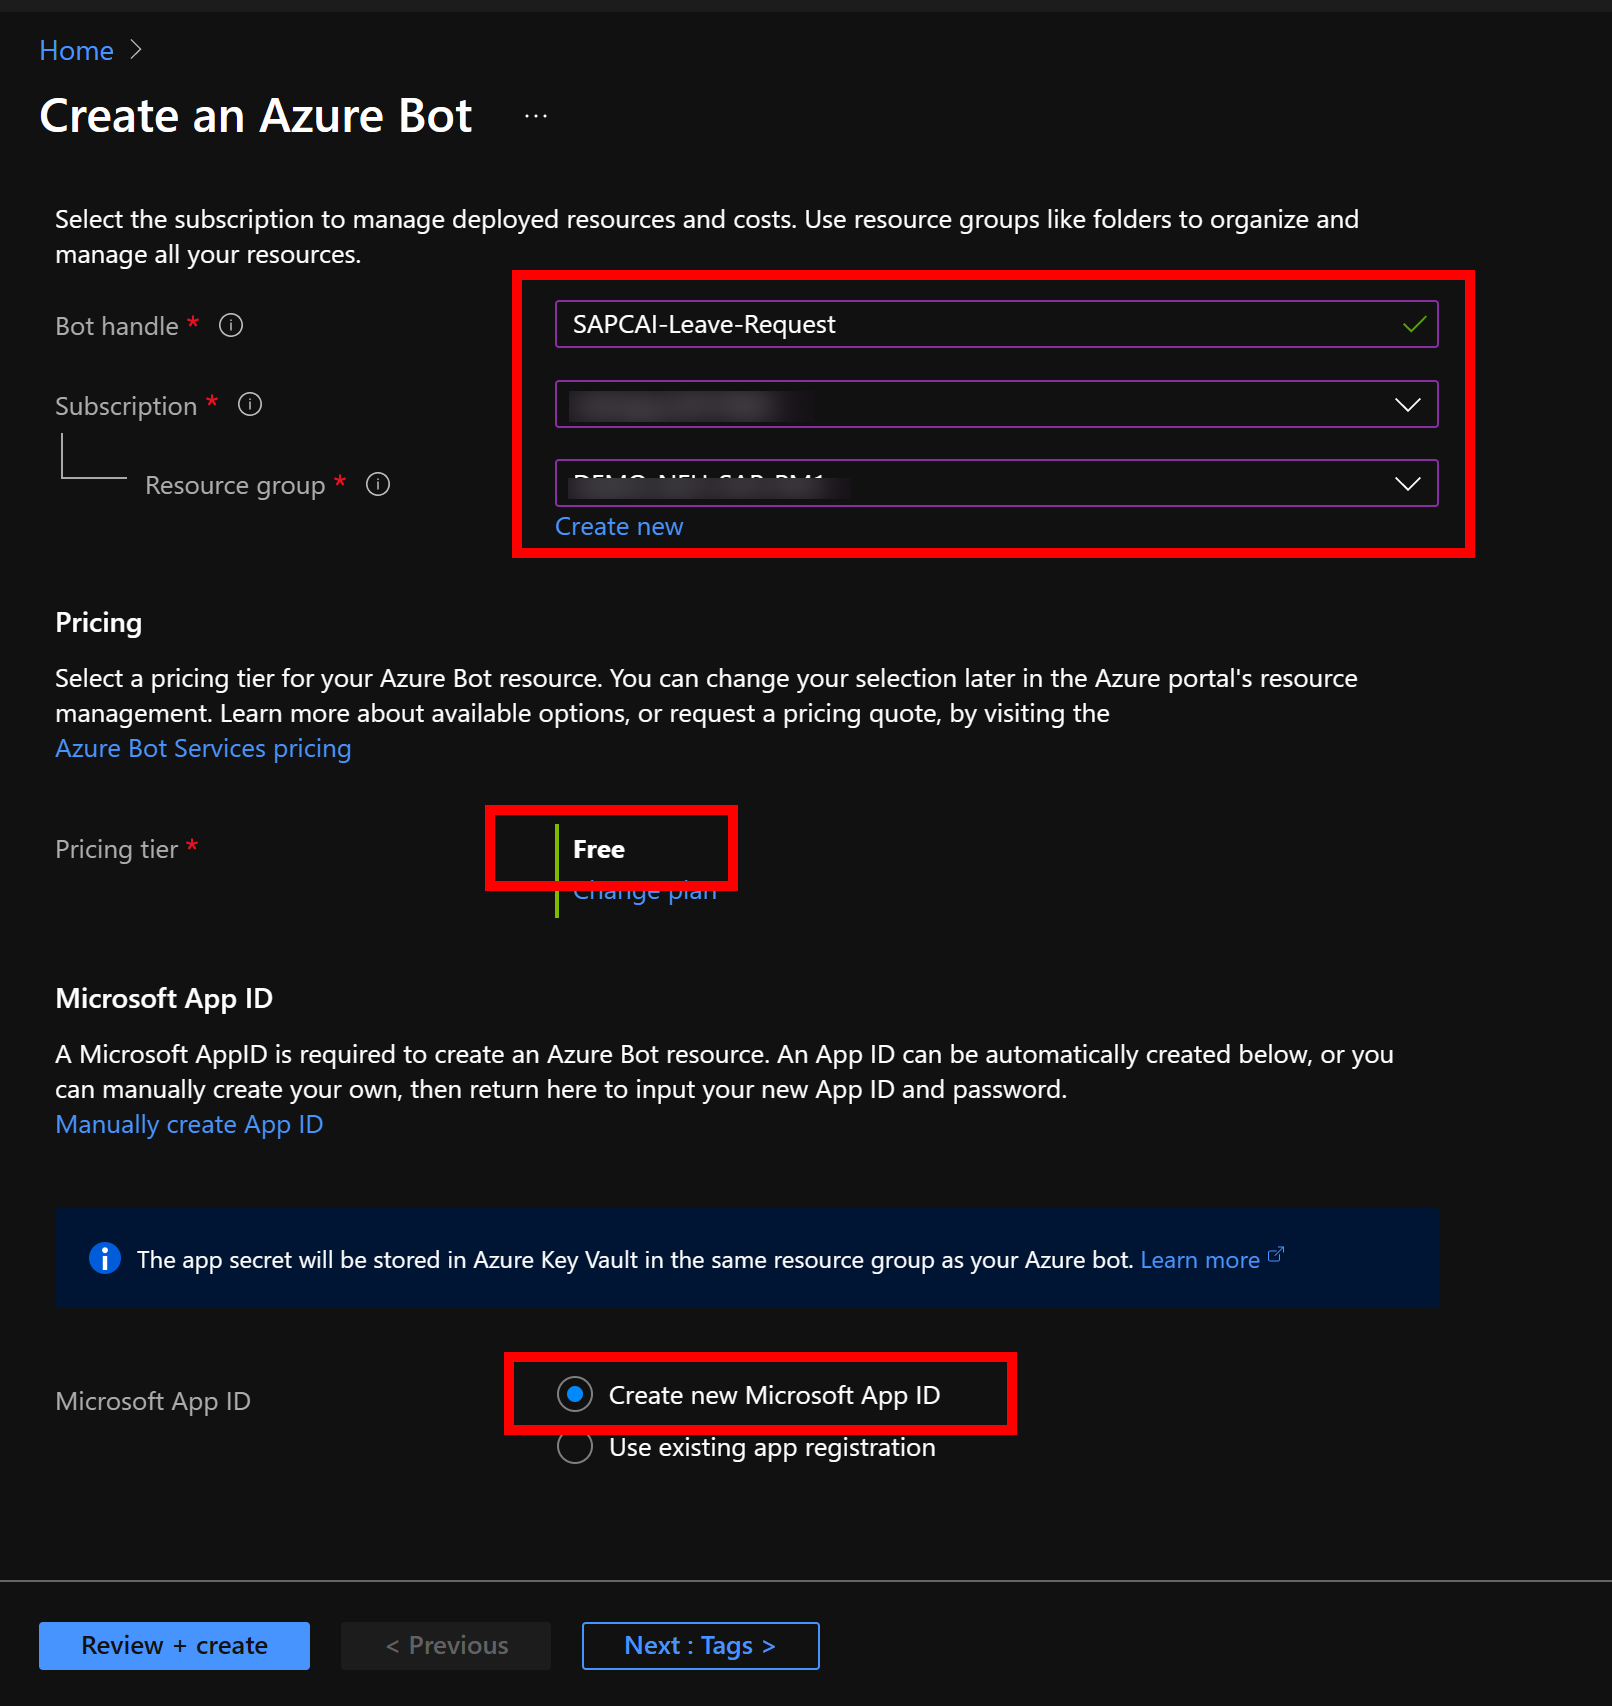 Home >
Create an Azure Bot ...
Select the subscription to manage deployed resources and costs. Use resource groups like folders to organize and
manage all your resources.
Bot handle *
SAPCAI-Leave-Request
Subscription *
Resource group *
Create new
Pricing
Select a pricing tier for your Azure Bot resource. You can change your selection later in the Azure portal's resource
management. Learn more about available options, or request a pricing quote, by visiting the
Azure Bot Services pricing
Pricing tier *
Free
Change plan
Microsoft App ID
A Microsoft AppID is required to create an Azure Bot resource. An App ID can be automatically created below, or you
can manually create your own, then return here to input your new App ID and password.
Manually create App ID
The app secret will be stored in Azure Key Vault in the same resource group as your Azure bot. Learn more
Microsoft App ID
Create new Microsoft App ID
Use existing app registration
Review + create
< Previous
Next : Tags >